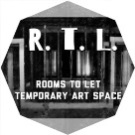 R. T. L.
ROOMS TO LET
TEMPORARY ART SPACE